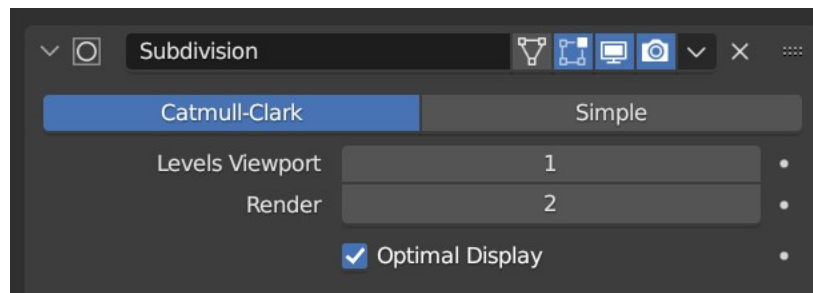 Subdivision
Catmull-Clark Simple
Levels Viewport 1
Render 2
Optimal Display